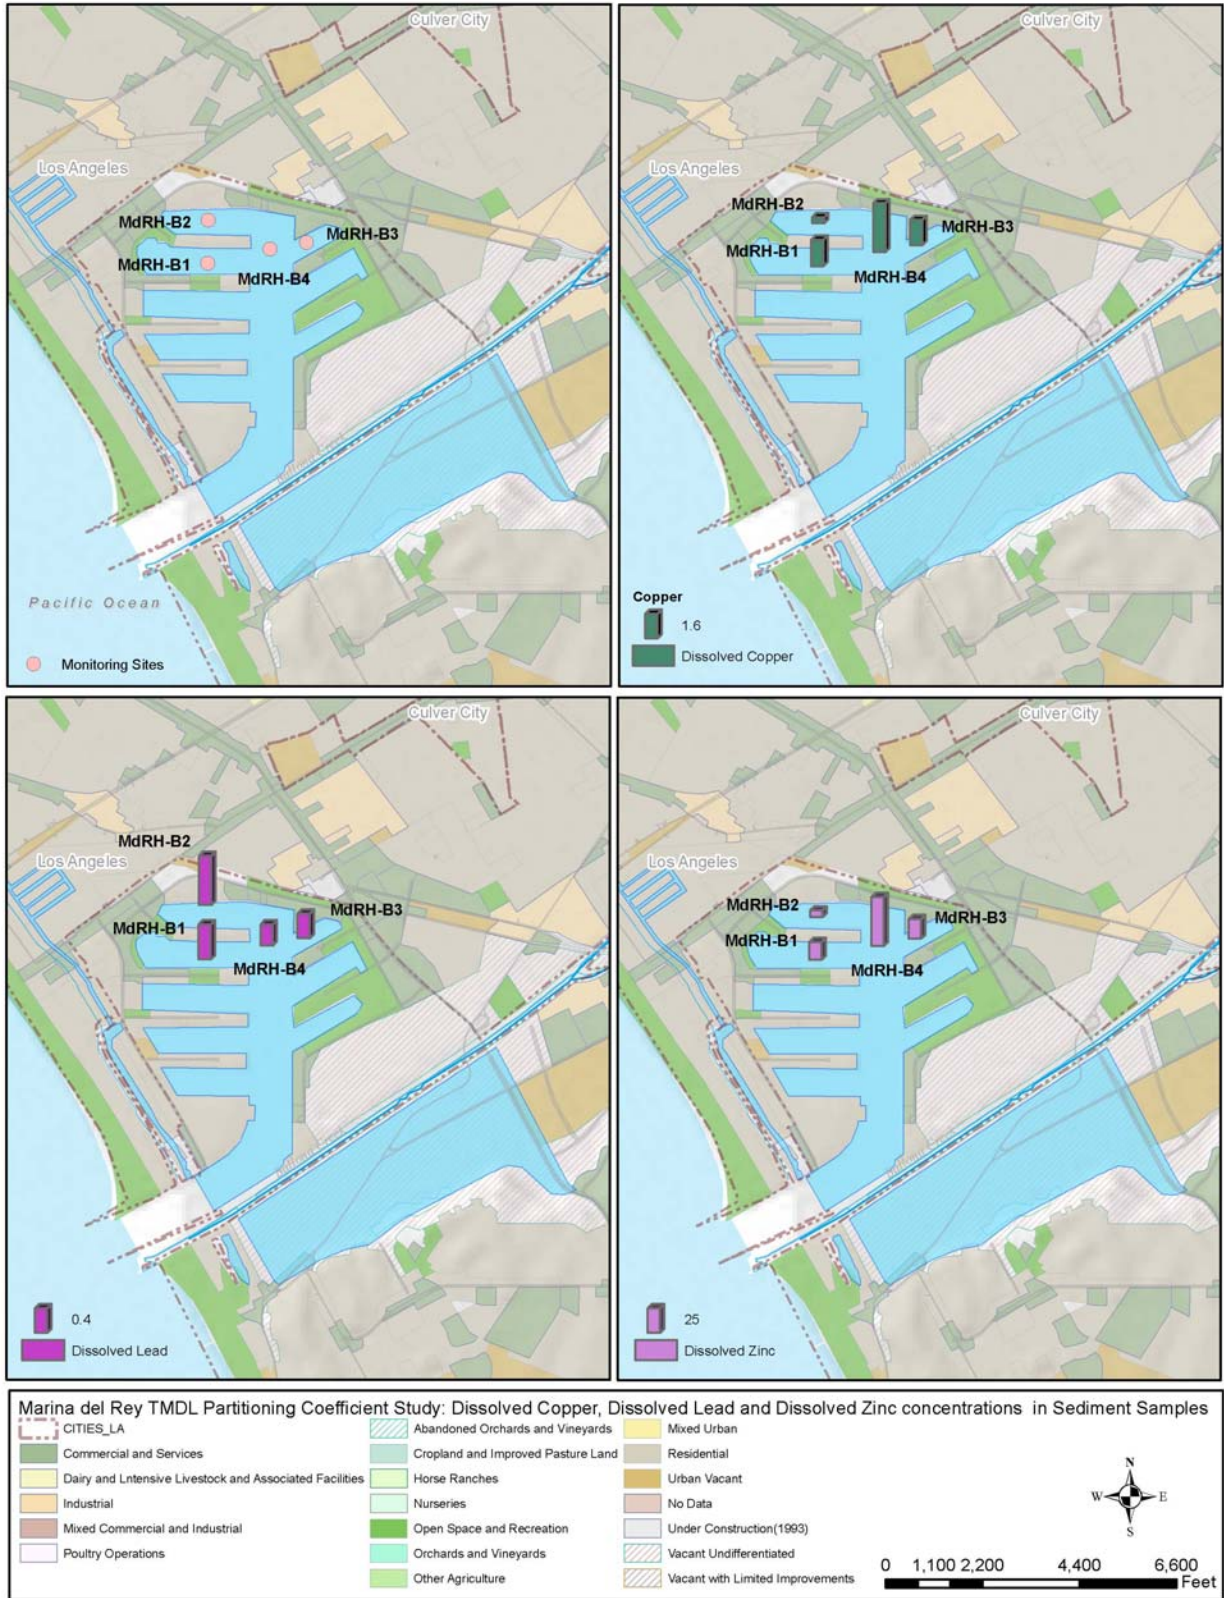 Culver City
Los Angeles
MdRH-B2
MdRH-B3
MdRH-B1
MdRH-B4
Pacific Ocean
Monitoring Sites
Culver City
Los Angeles
MdRH-B2
MdRH-B3
MdRH-B1
MdRH-B4
Copper
1.6
Dissolved Copper
Culver City
MdRH-B2
Los Angeles
MdRH-B3
MdRH-B1
MdRH-B4
0.4
Dissolved Lead
Culver City
Los Angeles
MdRH-B2
MdRH-B3
MdRH-B1
MdRH-B4
25
Dissolved Zinc
Marina del Rey TMDL Partitioning Coefficient Study: Dissolved Copper, Dissolved Lead and Dissolved Zinc concentrations in Sediment Samples
CITIES_LA
Commercial and Services
Dairy and Lntensive Livestock and Associated Facilities
Industrial
Mixed Commercial and Industrial
Poultry Operations
Abandoned Orchards and Vineyards
Cropland and Improved Pasture Land
Horse Ranches
Nurseries
Open Space and Recreation
Orchards and Vineyards
Other Agriculture
Mixed Urban
Residential
Urban Vacant
No Data
Under Construction(1993)
Vacant Undifferentiated
Vacant with Limited Improvements
N
W E
S
0 1,100 2,200 4,400 6,600
Feet